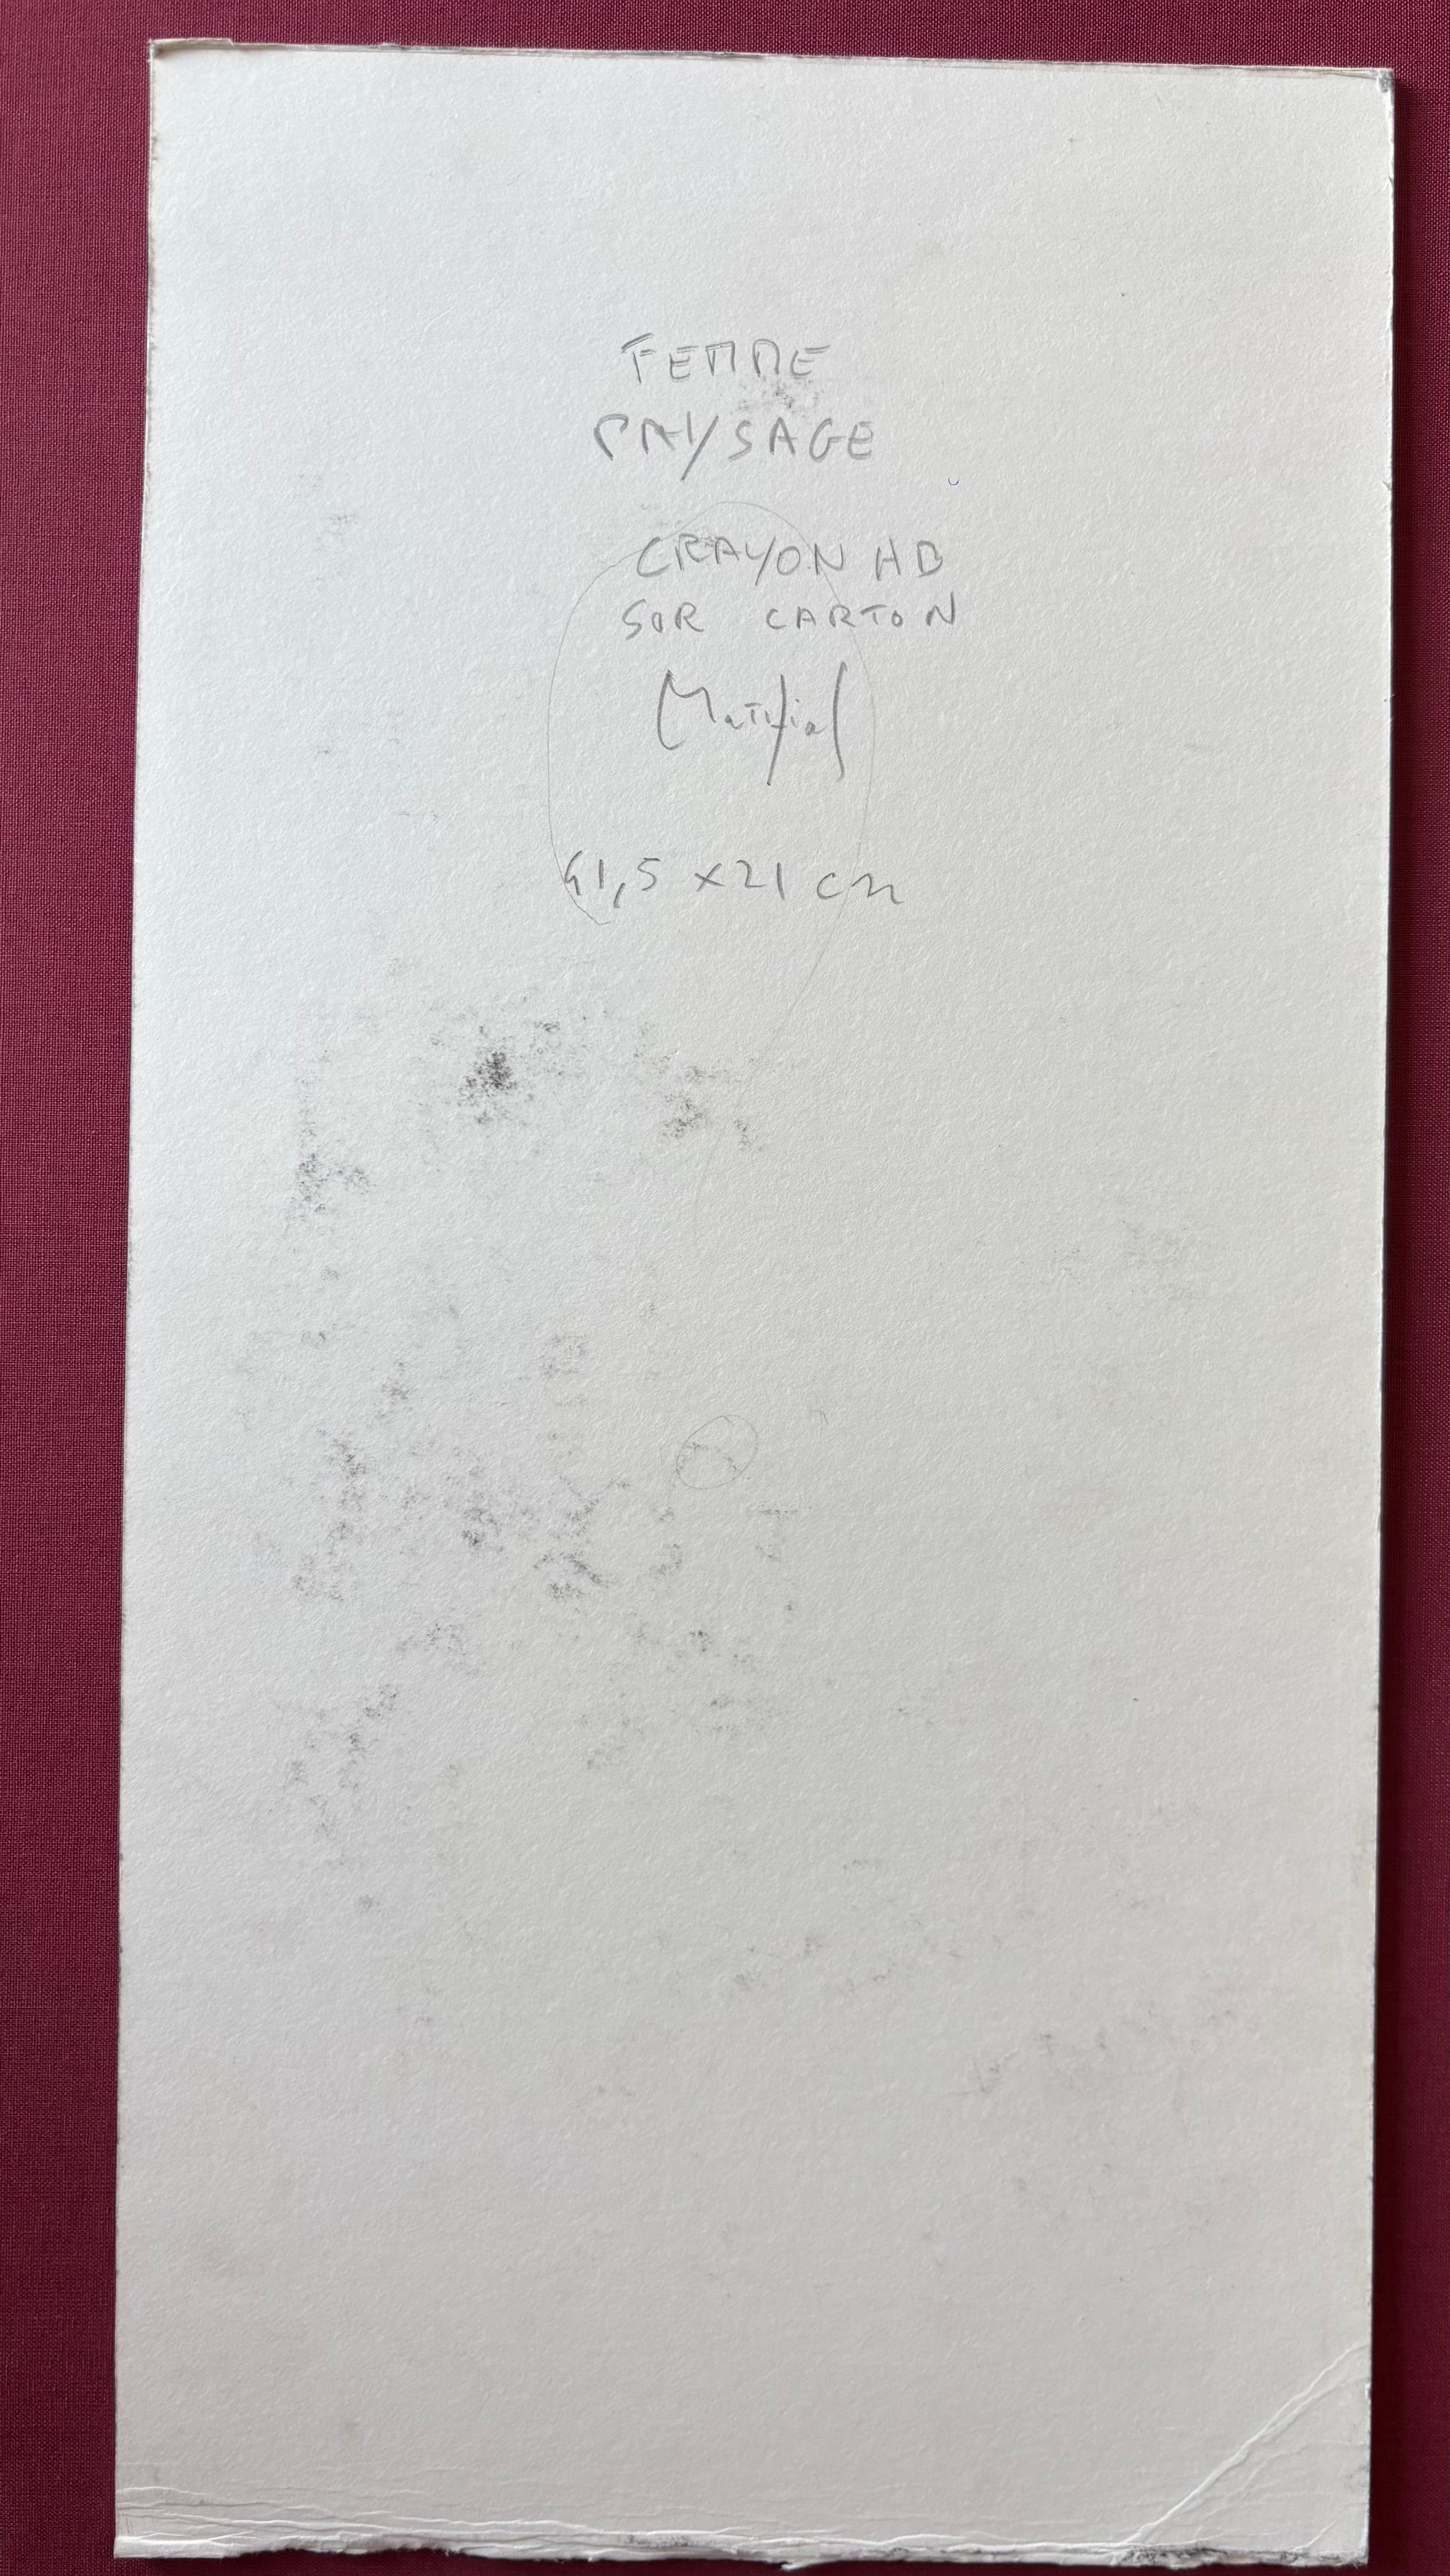 FEMME
PAYSAGE
CRAYON HB
SUR CARTON
41,5 x 21 cm